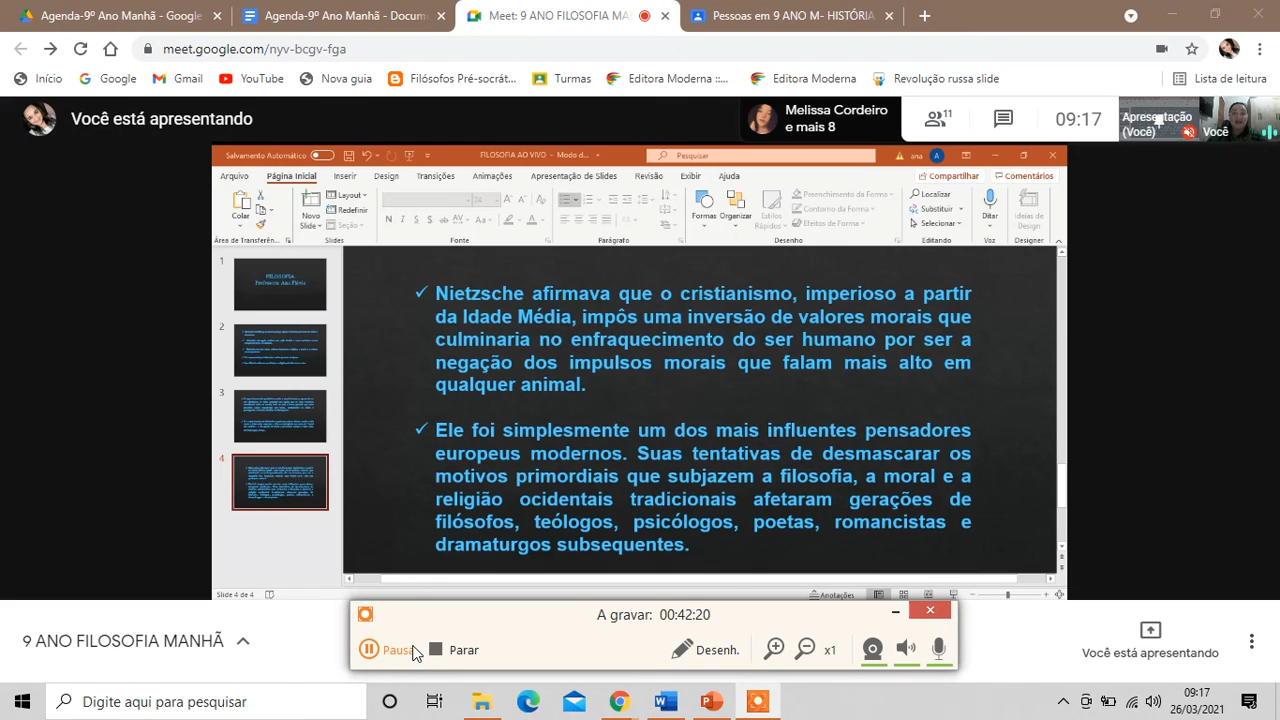 Agenda-9º Ano Manhã - Google
Agenda-9º Ano Manhã - Docum
Meet: 9 ANO FILOSOFIA MA
Pessoas em 9 ANO M- HISTÓRIA
meet.google.com/nyv-bcgv-fga
Início
Google
Gmail
YouTube
Nova guia
Filósofos Pré-socrát...
Turmas
Editora Moderna ::...
Editora Moderna
Revolução russa slide
Lista de leitura
Você está apresentando
Melissa Cordeiro
e mais 8
11
09:17
Apresentação
(Você)
Você
Salvamento Automático
FILOSOFIA AO VIVO - Modo d...
Pesquisar
ana
A
Arquivo
Página Inicial
Inserir
Design
Transições
Animações
Apresentação de Slides
Revisão
Exibir
Ajuda
Compartilhar
Comentários
Colar
Novo
Slide
Layout
Redefinir
Seção
Formas
Organizar
Estilos
Rápidos
Preenchimento da Forma
Contorno da Forma
Efeitos de Forma
Localizar
Substituir
Selecionar
Ditar
Ideias de
Design
Área de Transferên...
Slides
Fonte
Parágrafo
Desenho
Editando
Voz
Designer
1
FILOSOFIA
Professora: Ana Flávia
2
3
4
Nietzsche afirmava que o cristianismo, imperioso a partir
da Idade Média, impôs uma inversão de valores morais que
culminaria no enfraquecimento do ser humano por ser a
negação dos impulsos morais que falam mais alto em
qualquer animal.
Ele foi simplesmente um dos mais influentes pensadores
europeus modernos. Suas tentativas de desmascarar os
motivos primordiais que subjazem a filosofia, a moral e a
religião ocidentais tradicionais afetaram gerações de
filósofos, teólogos, psicólogos, poetas, romancistas e
dramaturgos subsequentes.
Slide 4 de 4
Anotações
A gravar: 00:42:20
Pausa
Parar
Desenh.
x1
9 ANO FILOSOFIA MANHÃ
Você está apresentando
Digite aqui para pesquisar
09:17
26/03/2021